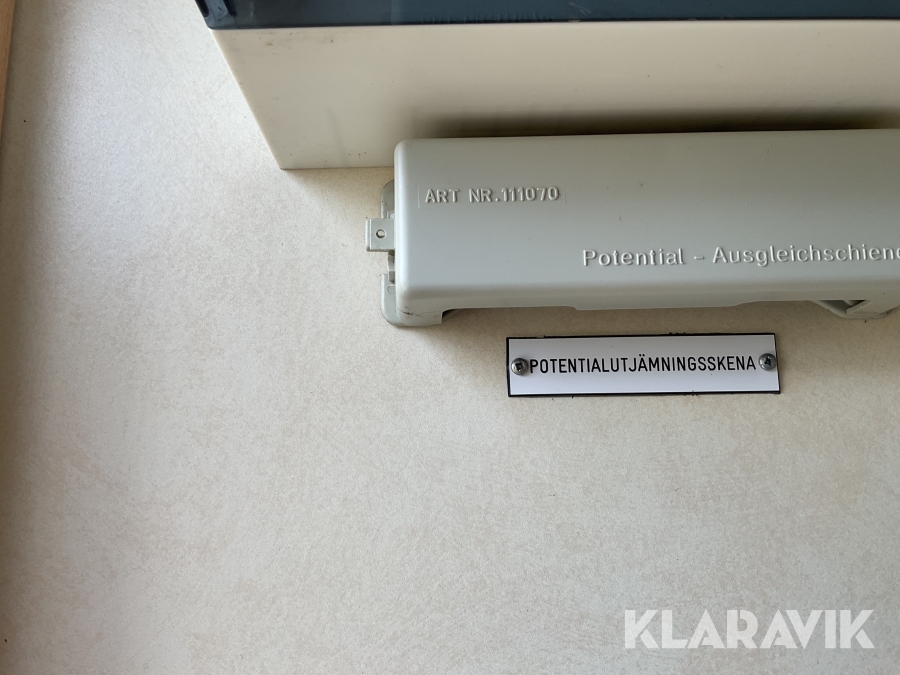 ART NR.111070
Potential - Ausgleichschiene
POTENTIALUTJÄMNINGSSKENA
KLARAVIK